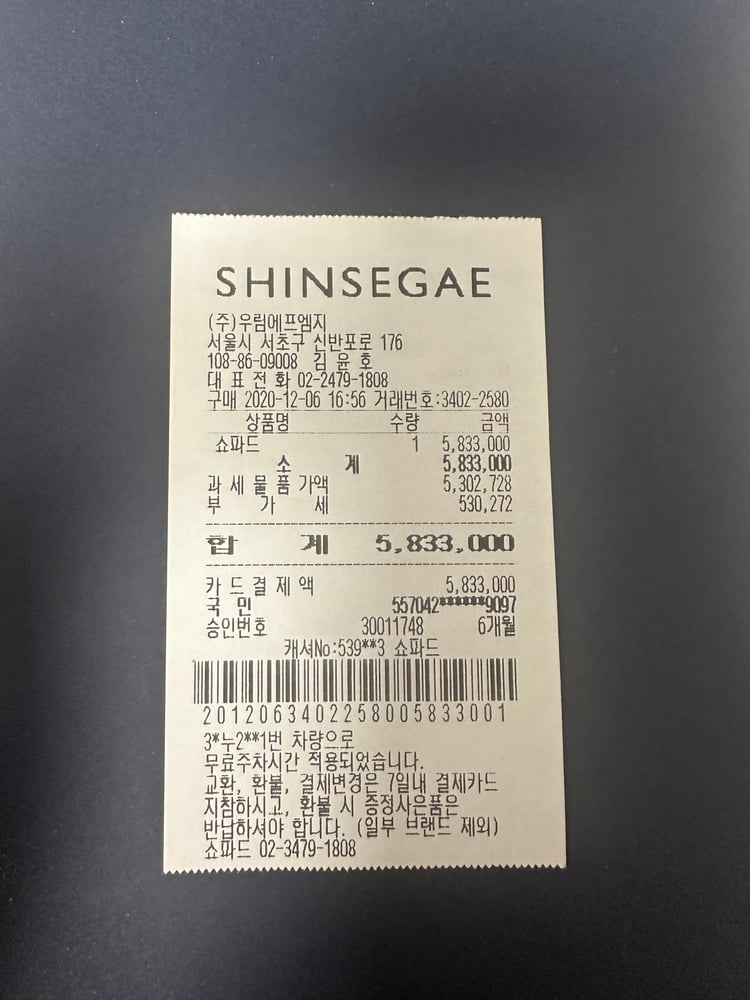 SHINSEGAE
(주)우림에프엠지
서울시 서초구 신반포로 176
108-86-09008 김 윤 호
대 표 전 화 02-2479-1808
구매 2020-12-06 16:56 거래번호:3402-2580
상품명 수량 금액
쇼파드 1 5,833,000
소 계 5,833,000
과 세 물 품 가액 5,302,728
부 가 세 530,272
합 계 5,833,000
카 드 결 제 액 5,833,000
국 민 557042******9097
승인번호 30011748 6개월
캐셔No:539**3 쇼파드
2012063402258005833001
3*누2**1번 차량으로
무료주차시간 적용되었습니다.
교환, 환불, 결제변경은 7일내 결제카드
지참하시고, 환불 시 증정사은품은
반납하셔야 합니다. (일부 브랜드 제외)
쇼파드 02-3479-1808